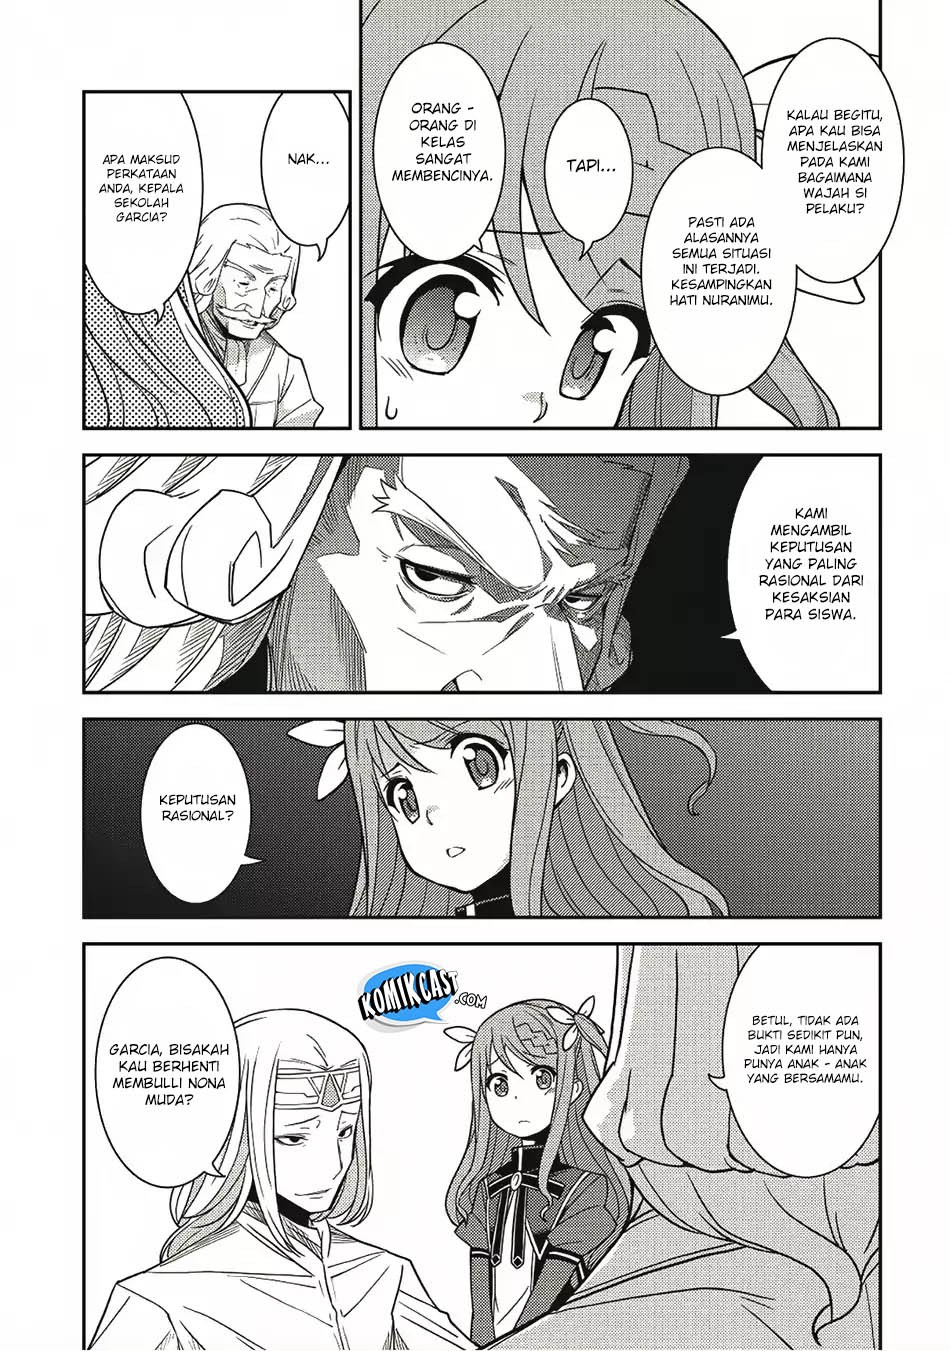 KALAU BEGITU,
APA KAU BISA
MENJELASKAN
PADA KAMI
BAGAIMANA
WAJAH SI
PELAKU?
PASTI ADA
ALASANNYA
SEMUA SITUASI
INI TERJADI.
KESAMPINGKAN
HATI NURANIMU.
TAPI...
ORANG -
ORANG DI
KELAS
SANGAT
MEMBENCINYA.
NAK...
APA MAKSUD
PERKATAAN
ANDA, KEPALA
SEKOLAH
GARCIA?
KAMI
MENGAMBIL
KEPUTUSAN
YANG PALING
RASIONAL DARI
KESAKSIAN
PARA SISWA.
KEPUTUSAN
RASIONAL?
BETUL, TIDAK ADA
BUKTI SEDIKIT PUN,
JADI KAMI HANYA
PUNYA ANAK - ANAK
YANG BERSAMAMU.
KOMIKCAST
.COM
GARCIA, BISAKAH
KAU BERHENTI
MEMBULLI NONA
MUDA?